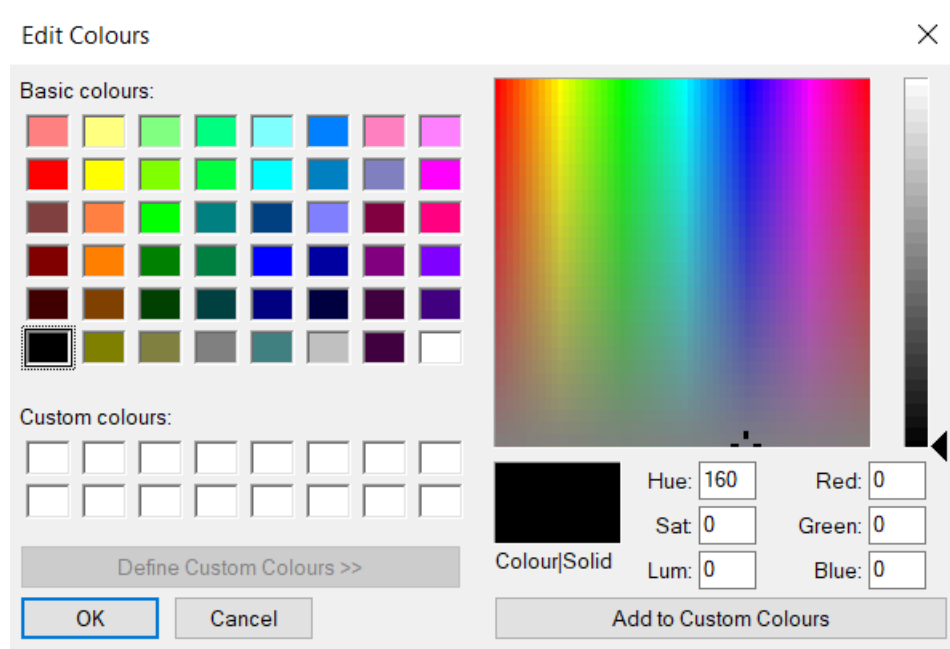 Edit Colours
Basic colours:
Custom colours:
Define Custom Colours >>
OK
Cancel
Colour|Solid
Hue: 160
Sat: 0
Lum: 0
Red: 0
Green: 0
Blue: 0
Add to Custom Colours